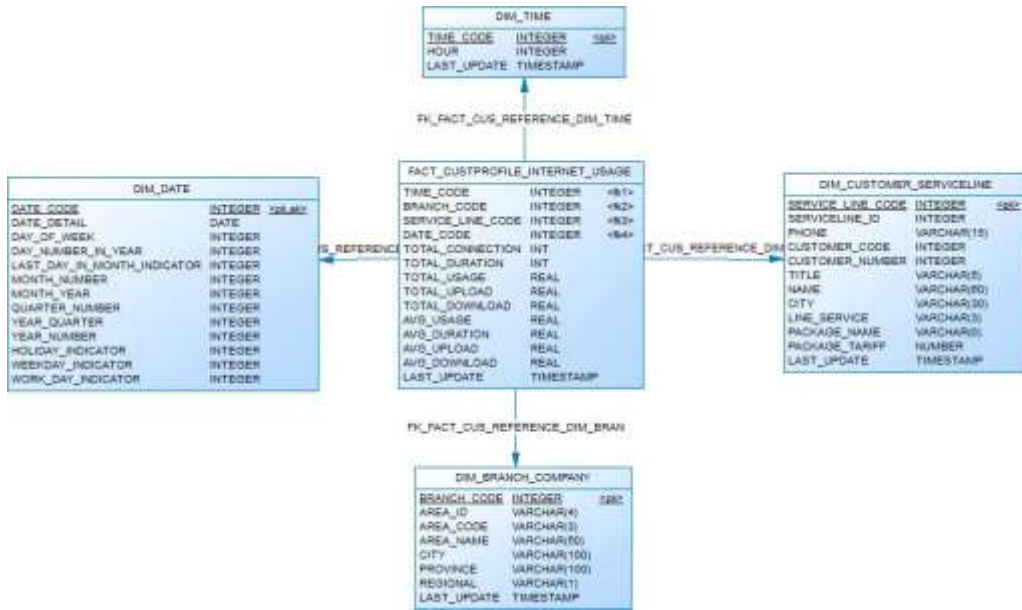 DIM_TIME
TIME_CODE INTEGER <pk>
HOUR INTEGER
LAST_UPDATE TIMESTAMP
FK_FACT_CUS_REFERENCE_DIM_TIME
FACT_CUSTPROFILE_INTERNET_USAGE
TIME_CODE INTEGER <fk1>
BRANCH_CODE INTEGER <fk2>
SERVICE_LINE_CODE INTEGER <fk3>
DATE_CODE INTEGER <fk4>
TOTAL_CONNECTION INT
TOTAL_DURATION INT
TOTAL_USAGE REAL
TOTAL_UPLOAD REAL
TOTAL_DOWNLOAD REAL
AVG_USAGE REAL
AVG_DURATION REAL
AVG_UPLOAD REAL
AVG_DOWNLOAD REAL
LAST_UPDATE TIMESTAMP
DIM_DATE
DATE_CODE INTEGER <pk,ak>
DATE_DETAIL DATE
DAY_OF_WEEK INTEGER
DAY_NUMBER_IN_YEAR INTEGER
LAST_DAY_IN_MONTH_INDICATOR INTEGER
MONTH_NUMBER INTEGER
MONTH_YEAR INTEGER
QUARTER_NUMBER INTEGER
YEAR_QUARTER INTEGER
YEAR_NUMBER INTEGER
HOLIDAY_INDICATOR INTEGER
WEEKDAY_INDICATOR INTEGER
WORK_DAY_INDICATOR INTEGER
S_REFERENCE
CT_CUS_REFERENCE_DIM
DIM_CUSTOMER_SERVICELINE
SERVICE_LINE_CODE INTEGER <pk>
SERVICELINE_ID INTEGER
PHONE VARCHAR(15)
CUSTOMER_CODE INTEGER
CUSTOMER_NUMBER INTEGER
TITLE
NAME VARCHAR(60)
CITY VARCHAR(30)
LINE_SERVICE VARCHAR(3)
PACKAGE_NAME
PACKAGE_TARIFF NUMBER
LAST_UPDATE TIMESTAMP
FK_FACT_CUS_REFERENCE_DIM_BRAN
DIM_BRANCH_COMPANY
BRANCH_CODE INTEGER <pk>
AREA_ID VARCHAR(4)
AREA_CODE VARCHAR(3)
AREA_NAME VARCHAR(60)
CITY VARCHAR(100)
PROVINCE VARCHAR(100)
REGIONAL VARCHAR(1)
LAST_UPDATE TIMESTAMP